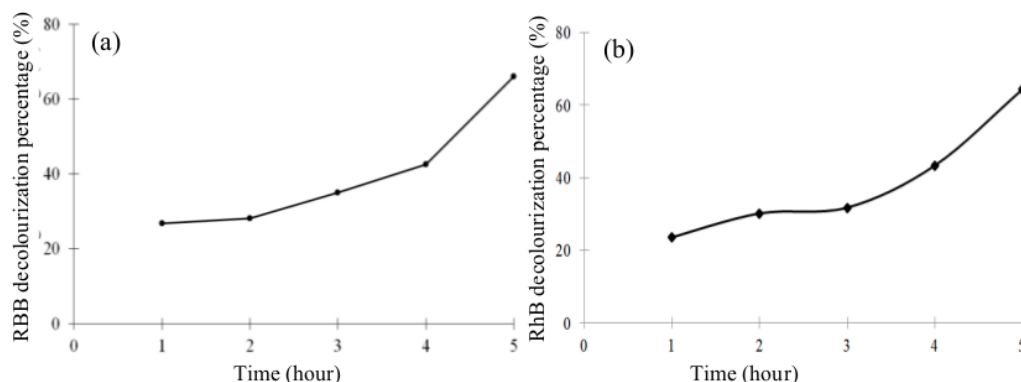 RBB decolourization percentage (%)
(a)
80
60
40
20
0
0 1 2 3 4 5
Time (hour)
RhB decolourization percentage (%)
(b)
80
60
40
20
0
0 1 2 3 4 5
Time (hour)